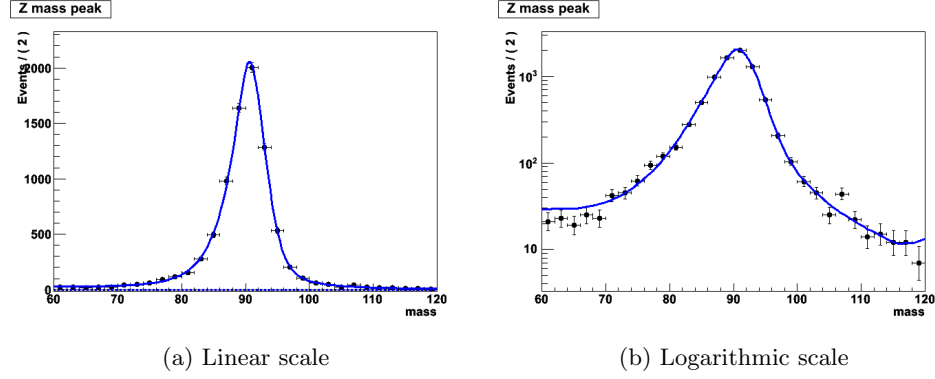 Z mass peak
Events / ( 2 )
2000
1500
1000
500
0
60 70 80 90 100 110 120
mass
(a) Linear scale
Z mass peak
Events / ( 2 )
10³
10²
10
60 70 80 90 100 110 120
mass
(b) Logarithmic scale